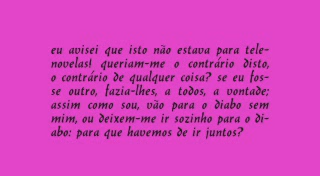 eu avisei que isto não estava para tele-
novelas! queriam-me o contrário disto,
o contrário de qualquer coisa? se eu fos-
se outro, fazia-lhes, a todos, a vontade;
assim como sou, vão para o diabo sem
mim, ou deixem-me ir sozinho para o di-
abo: para que havemos de ir juntos?